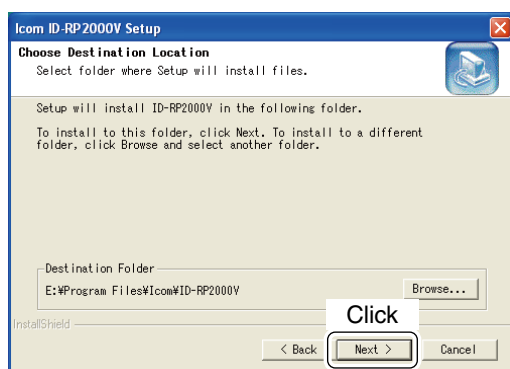 Icom ID-RP2000V Setup
Choose Destination Location
Select folder where Setup will install files.
Setup will install ID-RP2000V in the following folder.
To install to this folder, click Next. To install to a different
folder, click Browse and select another folder.
Destination Folder
E:¥Program Files¥Icom¥ID-RP2000V
Browse...
Click
InstallShield
< Back
Next >
Cancel